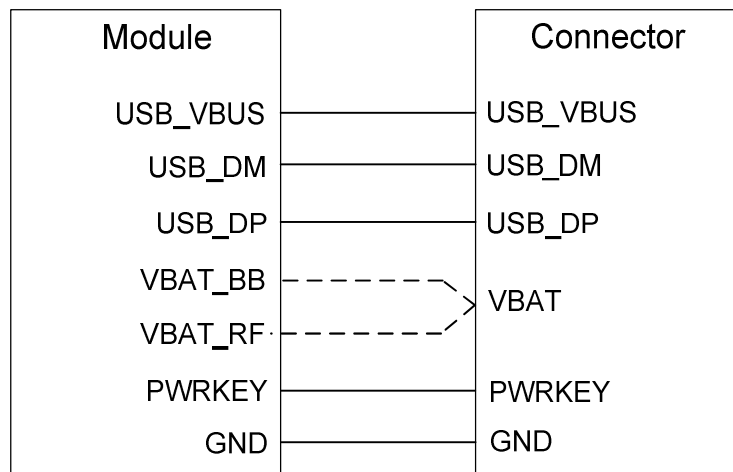 Module
Connector
USB_VBUS
USB_VBUS
USB_DM
USB_DM
USB_DP
USB_DP
VBAT_BB
VBAT
VBAT_RF
PWRKEY
PWRKEY
GND
GND